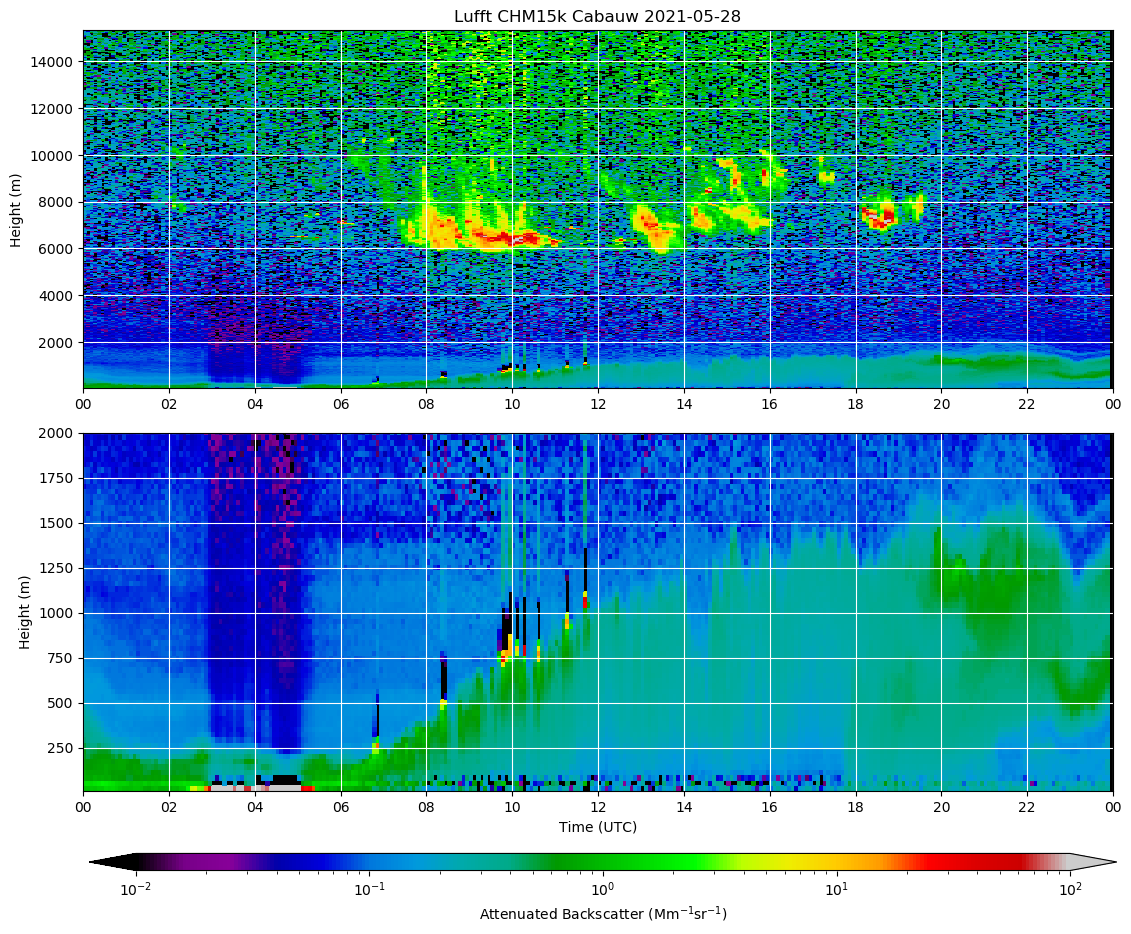 Lufft CHM15k Cabauw 2021-05-28
14000
12000
10000
8000
6000
4000
2000
Height (m)
00 02 04 06 08 10 12 14 16 18 20 22 00
2000
1750
1500
1250
1000
750
500
250
Height (m)
00 02 04 06 08 10 12 14 16 18 20 22 00
Time (UTC)
10⁻² 10⁻¹ 10⁰ 10¹ 10²
Attenuated Backscatter (Mm⁻¹sr⁻¹)